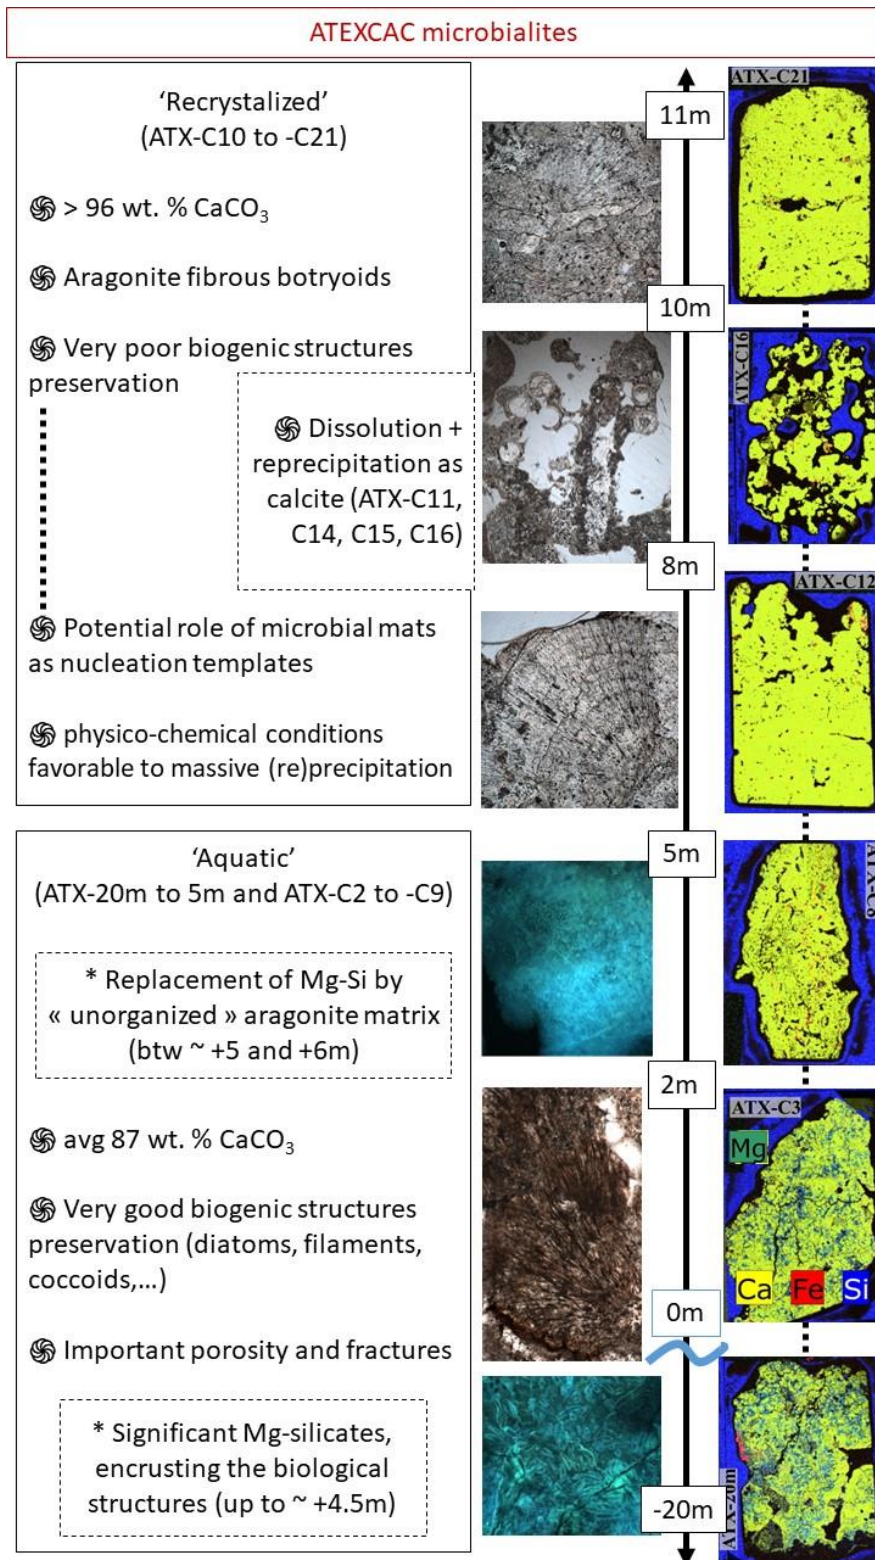 ATEXCAC microbialites
'Recrystalized'
(ATX-C10 to -C21)
> 96 wt. % CaCO₃
Aragonite fibrous botryoids
Very poor biogenic structures
preservation
Dissolution +
reprecipitation as
calcite (ATX-C11,
C14, C15, C16)
Potential role of microbial mats
as nucleation templates
physico-chemical conditions
favorable to massive (re)precipitation
'Aquatic'
(ATX-20m to 5m and ATX-C2 to -C9)
* Replacement of Mg-Si by
« unorganized » aragonite matrix
(btw ~ +5 and +6m)
avg 87 wt. % CaCO₃
Very good biogenic structures
preservation (diatoms, filaments,
coccoids,...)
Important porosity and fractures
* Significant Mg-silicates,
encrusting the biological
structures (up to ~ +4.5m)
11m
10m
8m
5m
2m
0m
-20m
ATX-C21
ATX-C16
ATX-C12
ATX-C3
Mg
Ca Fe Si
ATX-20m